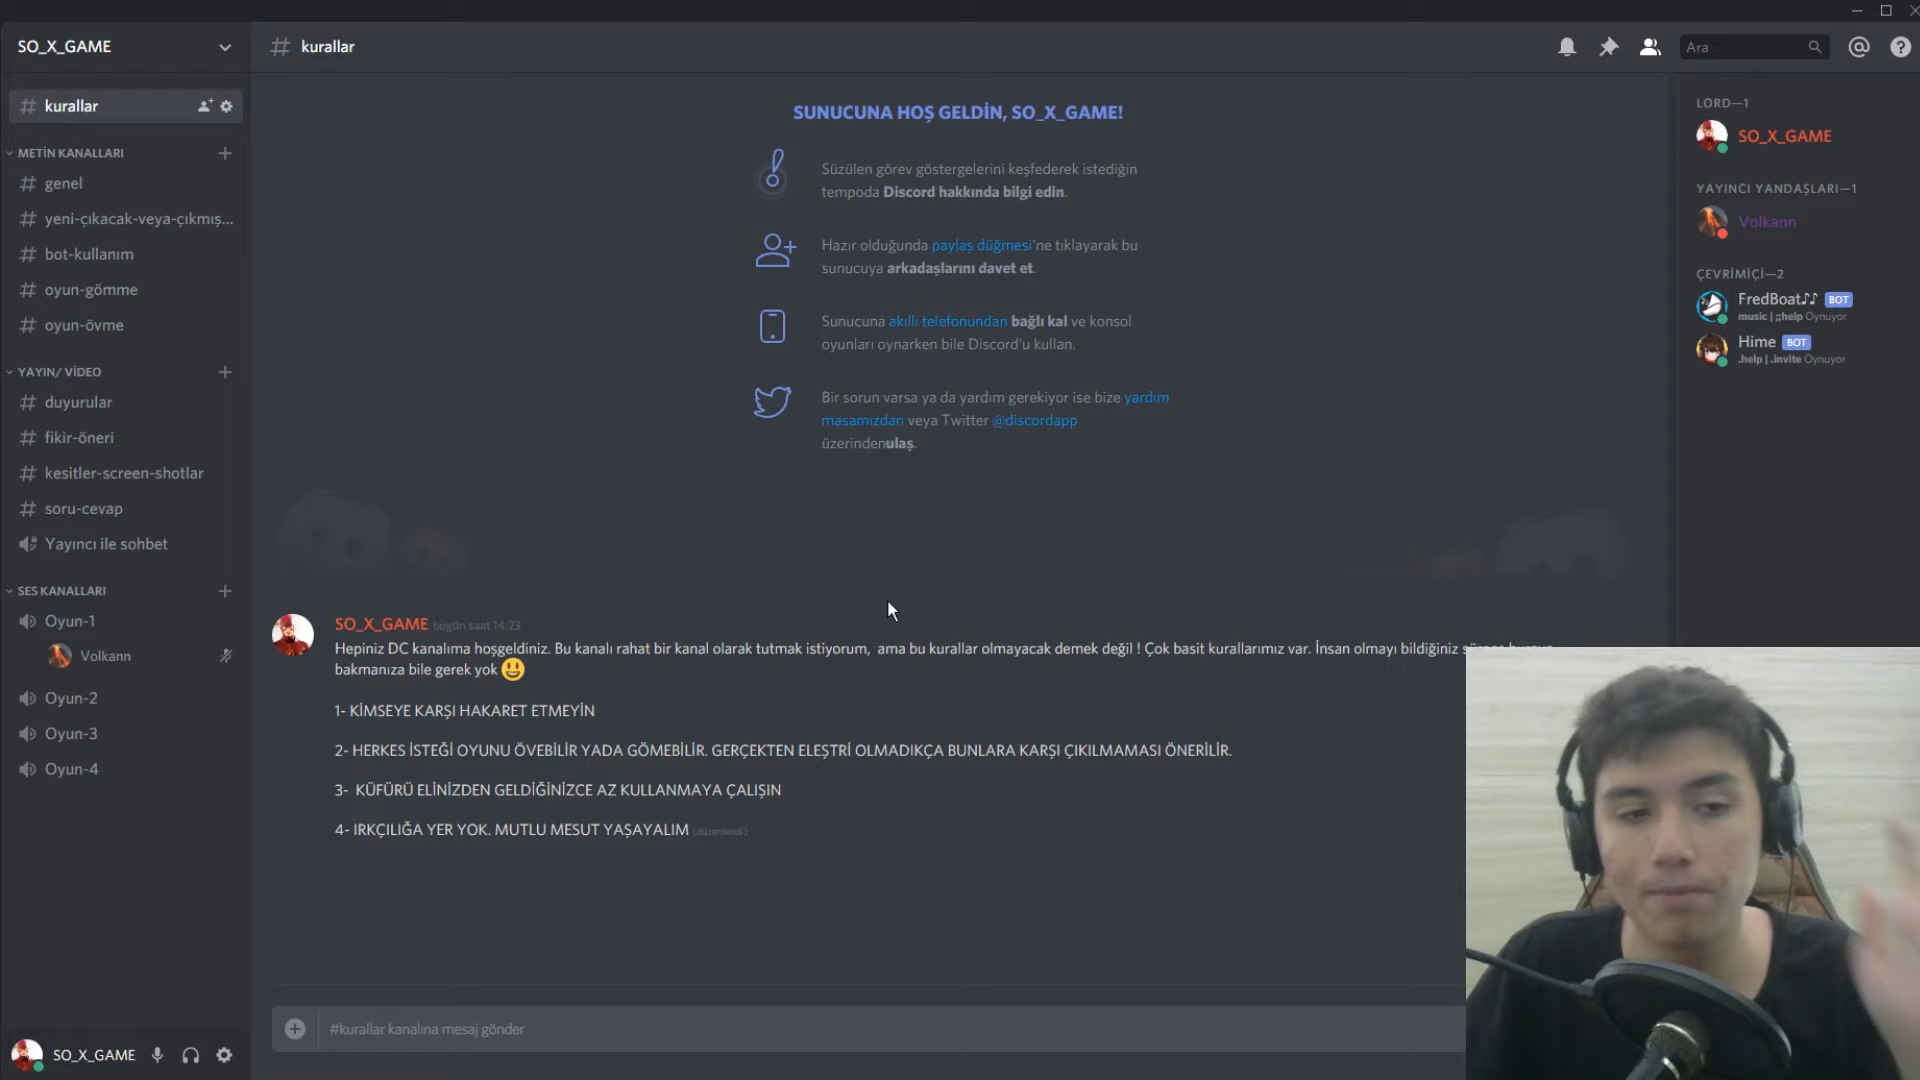 SO_X_GAME
kurallar
METİN KANALLARI
genel
yeni-çıkacak-veya-çıkmış...
bot-kullanım
oyun-gömme
oyun-övme
YAYIN/ VİDEO
duyurular
fikir-öneri
kesitler-screen-shotlar
soru-cevap
Yayıncı ile sohbet
SES KANALLARI
Oyun-1
Volkann
Oyun-2
Oyun-3
Oyun-4
SO_X_GAME
# kurallar
Ara
SUNUCUNA HOŞ GELDİN, SO_X_GAME!
Süzülen görev göstergelerini keşfederek istediğin
tempoda Discord hakkında bilgi edin.
Hazır olduğunda paylaş düğmesi'ne tıklayarak bu
sunucuya arkadaşlarını davet et.
Sunucuna akıllı telefonundan bağlı kal ve konsol
oyunları oynarken bile Discord'u kullan.
Bir sorun varsa ya da yardım gerekiyor ise bize yardım
masamızdan veya Twitter @discordapp
üzerindenulaş.
SO_X_GAME bugün saat 14:23
Hepiniz DC kanalıma hoşgeldiniz. Bu kanalı rahat bir kanal olarak tutmak istiyorum, ama bu kurallar olmayacak demek değil ! Çok basit kurallarımız var. İnsan olmayı bildiğiniz
bakmanıza bile gerek yok
1- KİMSEYE KARŞI HAKARET ETMEYİN
2- HERKES İSTEĞİ OYUNU ÖVEBİLİR YADA GÖMEBİLİR. GERÇEKTEN ELEŞTRİ OLMADIKÇA BUNLARA KARŞI ÇIKILMAMASI ÖNERİLİR.
3- KÜFÜRÜ ELİNİZDEN GELDİĞİNİZCE AZ KULLANMAYA ÇALIŞIN
4- IRKÇILIĞA YER YOK. MUTLU MESUT YAŞAYALIM (düzenlendi)
#kurallar kanalına mesaj gönder
LORD—1
SO_X_GAME
YAYINCI YANDAŞLARI—1
Volkann
ÇEVRİMİÇİ—2
FredBoat♪♪ BOT
music | ;;help Oynuyor
Hime BOT
.help | .invite Oynuyor